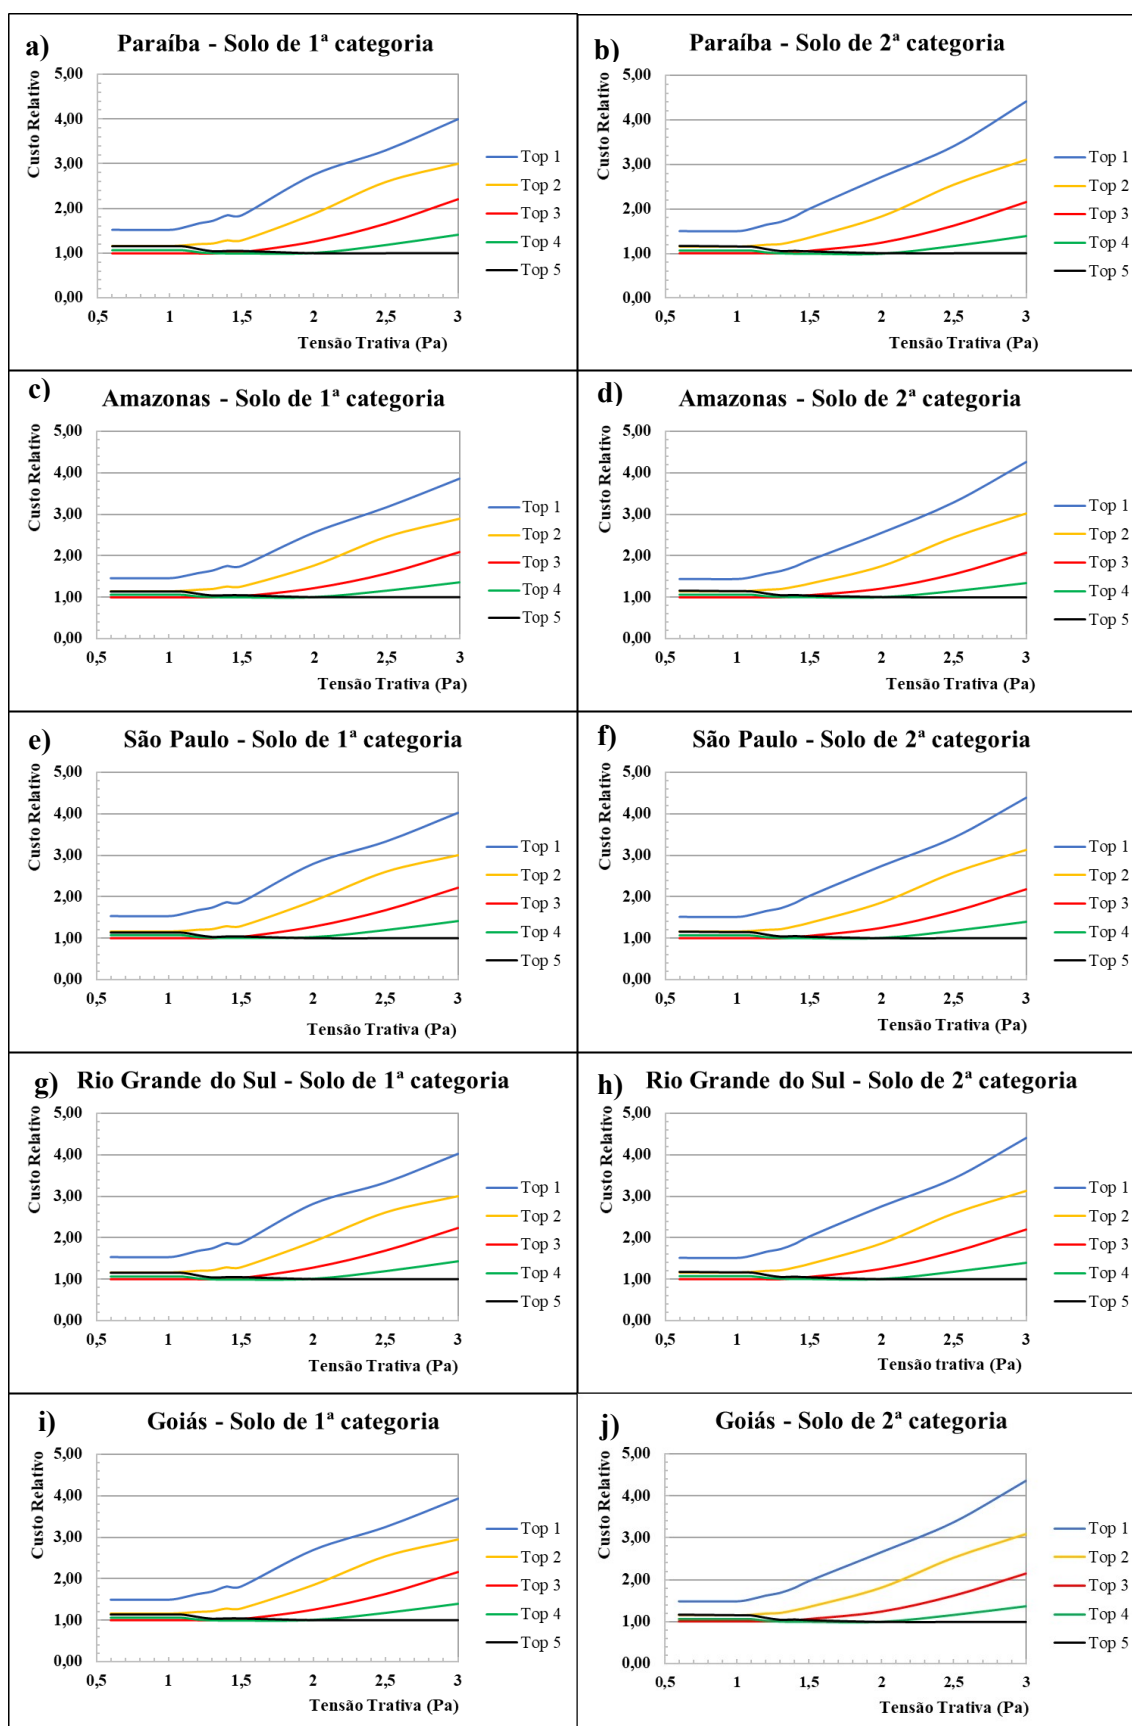 a) Paraíba - Solo de 1ª categoria
Custo Relativo
5,00
4,00
3,00
2,00
1,00
0,00
0,5 1 1,5 2 2,5 3
Tensão Trativa (Pa)
Top 1
Top 2
Top 3
Top 4
Top 5
b) Paraíba - Solo de 2ª categoria
Custo Relativo
5,00
4,00
3,00
2,00
1,00
0,00
0,5 1 1,5 2 2,5 3
Tensão Trativa (Pa)
Top 1
Top 2
Top 3
Top 4
Top 5
c) Amazonas - Solo de 1ª categoria
Custo Relativo
5,00
4,00
3,00
2,00
1,00
0,00
0,5 1 1,5 2 2,5 3
Tensão Trativa (Pa)
Top 1
Top 2
Top 3
Top 4
Top 5
d) Amazonas - Solo de 2ª categoria
Custo Relativo
5,00
4,00
3,00
2,00
1,00
0,00
0,5 1 1,5 2 2,5 3
Tensão Trativa (Pa)
Top 1
Top 2
Top 3
Top 4
Top 5
e) São Paulo - Solo de 1ª categoria
Custo Relativo
5,00
4,00
3,00
2,00
1,00
0,00
0,5 1 1,5 2 2,5 3
Tensão Trativa (Pa)
Top 1
Top 2
Top 3
Top 4
Top 5
f) São Paulo - Solo de 2ª categoria
Custo Relativo
5,00
4,00
3,00
2,00
1,00
0,00
0,5 1 1,5 2 2,5 3
Tensão Trativa (Pa)
Top 1
Top 2
Top 3
Top 4
Top 5
g) Rio Grande do Sul - Solo de 1ª categoria
Custo Relativo
5,00
4,00
3,00
2,00
1,00
0,00
0,5 1 1,5 2 2,5 3
Tensão Trativa (Pa)
Top 1
Top 2
Top 3
Top 4
Top 5
h) Rio Grande do Sul - Solo de 2ª categoria
Custo Relativo
5,00
4,00
3,00
2,00
1,00
0,00
0,5 1 1,5 2 2,5 3
Tensão trativa (Pa)
Top 1
Top 2
Top 3
Top 4
Top 5
i) Goiás - Solo de 1ª categoria
Custo Relativo
5,00
4,00
3,00
2,00
1,00
0,00
0,5 1 1,5 2 2,5 3
Tensão Trativa (Pa)
Top 1
Top 2
Top 3
Top 4
Top 5
j) Goiás - Solo de 2ª categoria
Custo Relativo
5,00
4,00
3,00
2,00
1,00
0,00
0,5 1 1,5 2 2,5 3
Tensão Trativa (Pa)
Top 1
Top 2
Top 3
Top 4
Top 5